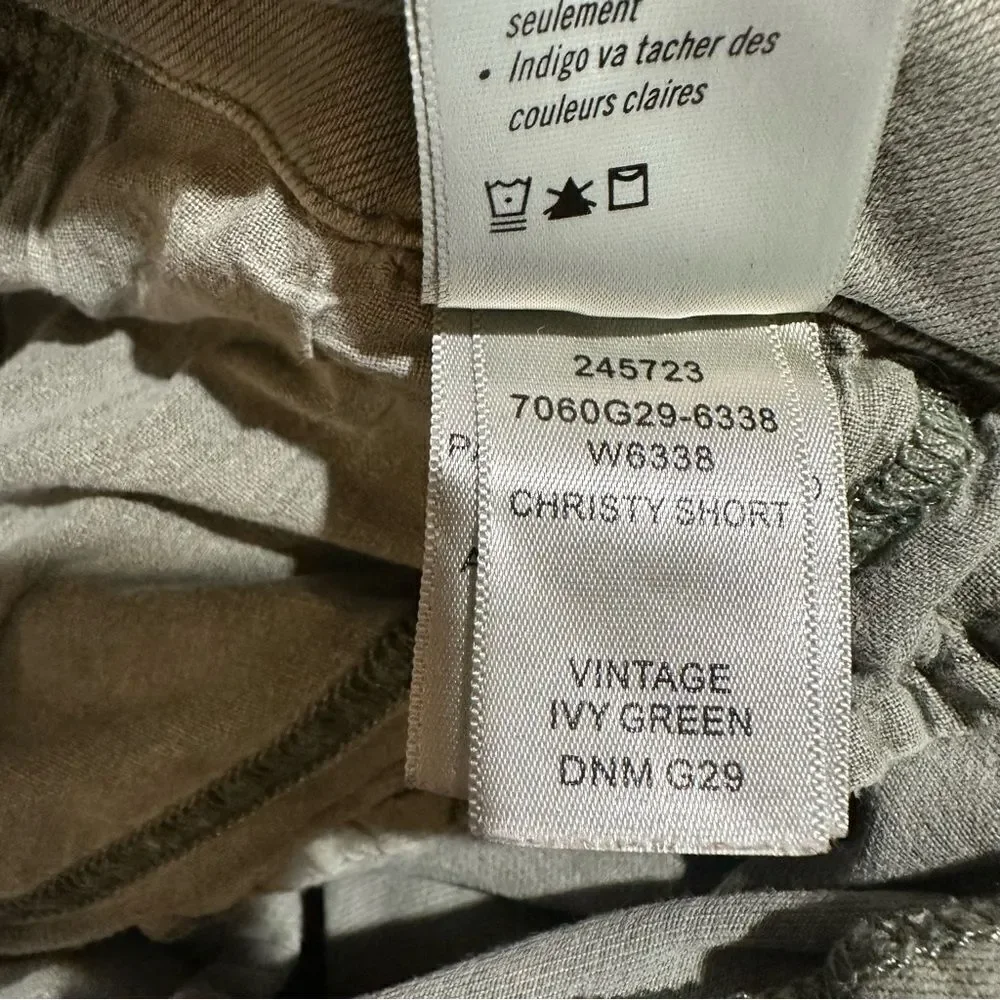 seulement
• Indigo va tacher des
couleurs claires
245723
7060G29-6338
W6338
CHRISTY SHORT
VINTAGE
IVY GREEN
DNM G29